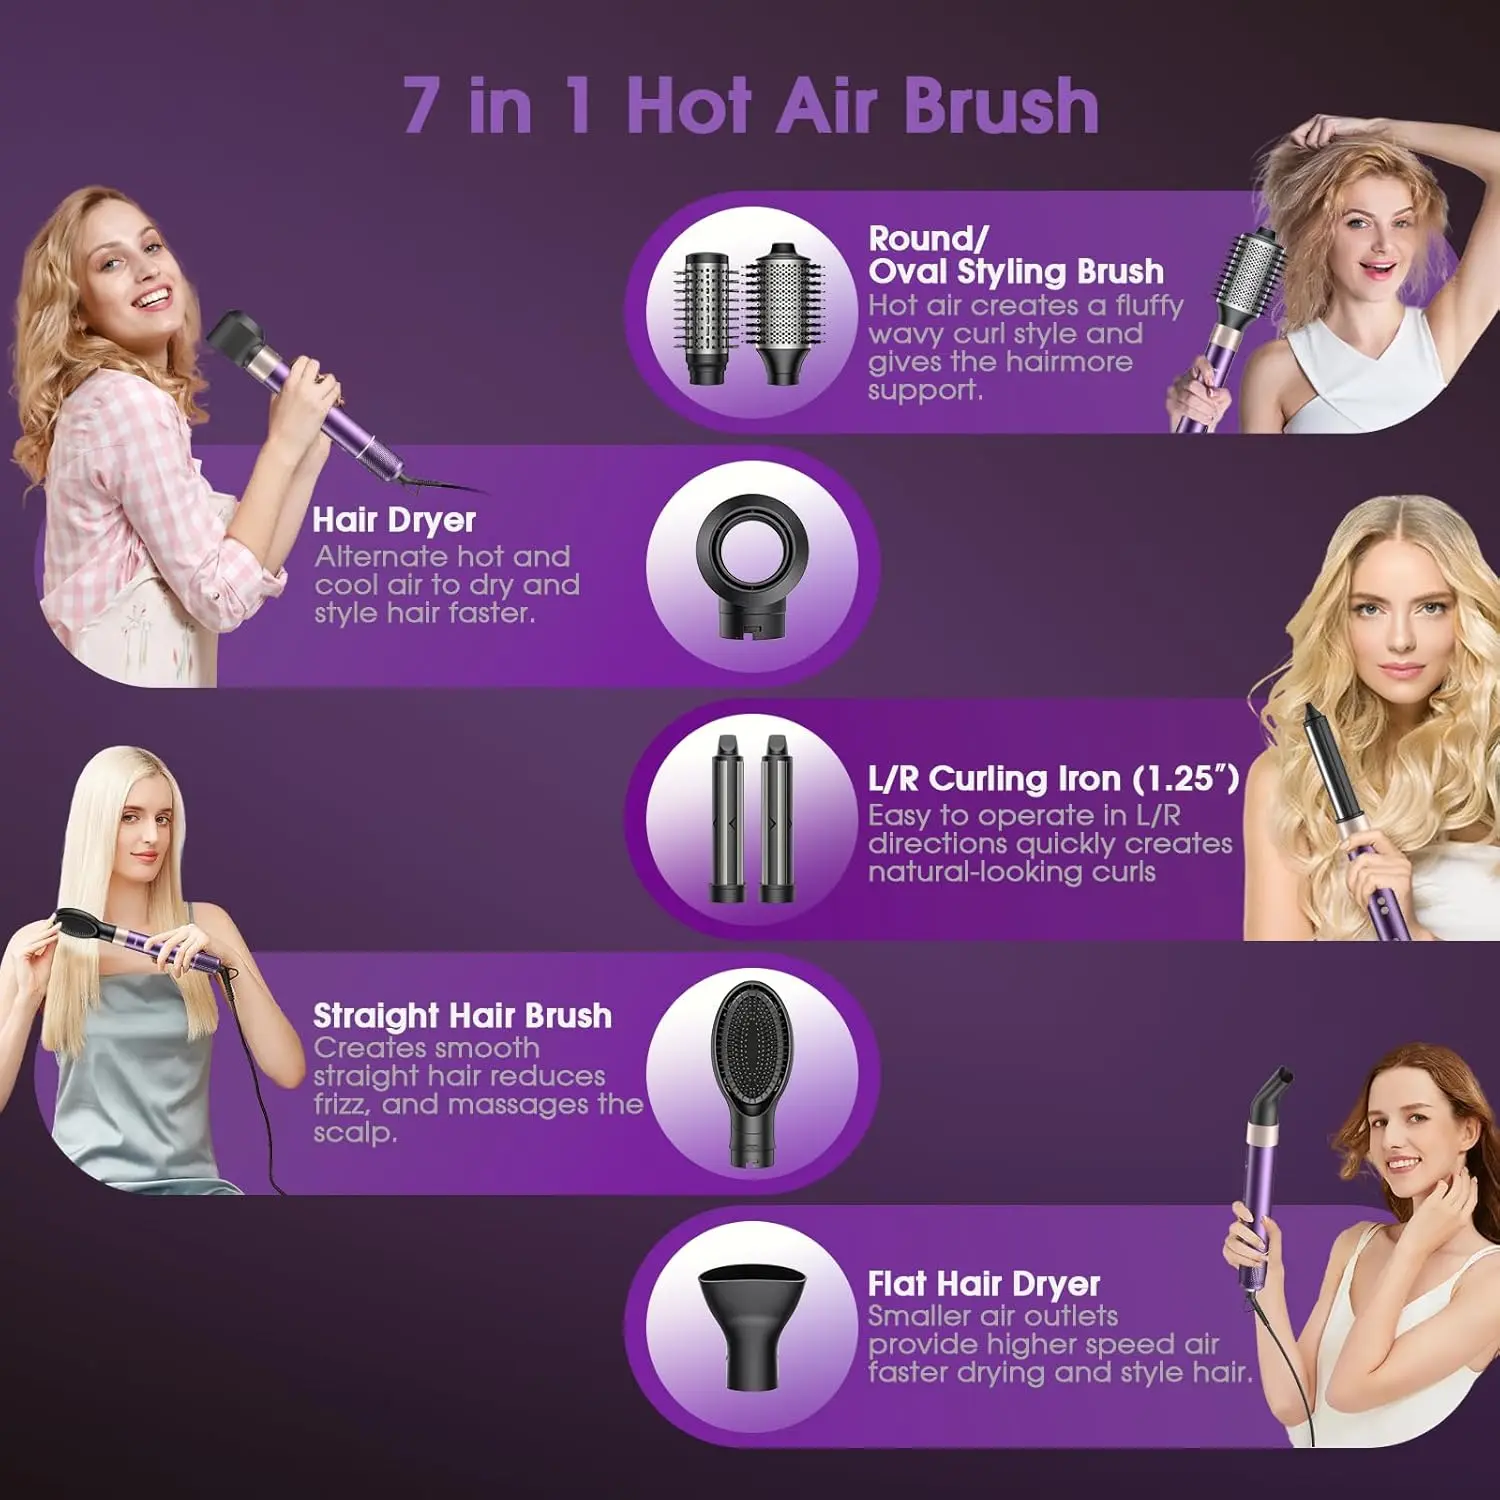 7 in 1 Hot Air Brush
Round/
Oval Styling Brush
Hot air creates a fluffy
wavy curl style and
gives the hairmore
support.
Hair Dryer
Alternate hot and
cool air to dry and
style hair faster.
L/R Curling Iron (1.25")
Easy to operate in L/R
directions quickly creates
natural-looking curls
Straight Hair Brush
Creates smooth
straight hair reduces
frizz, and massages the
scalp.
Flat Hair Dryer
Smaller air outlets
provide higher speed air
faster drying and style hair.